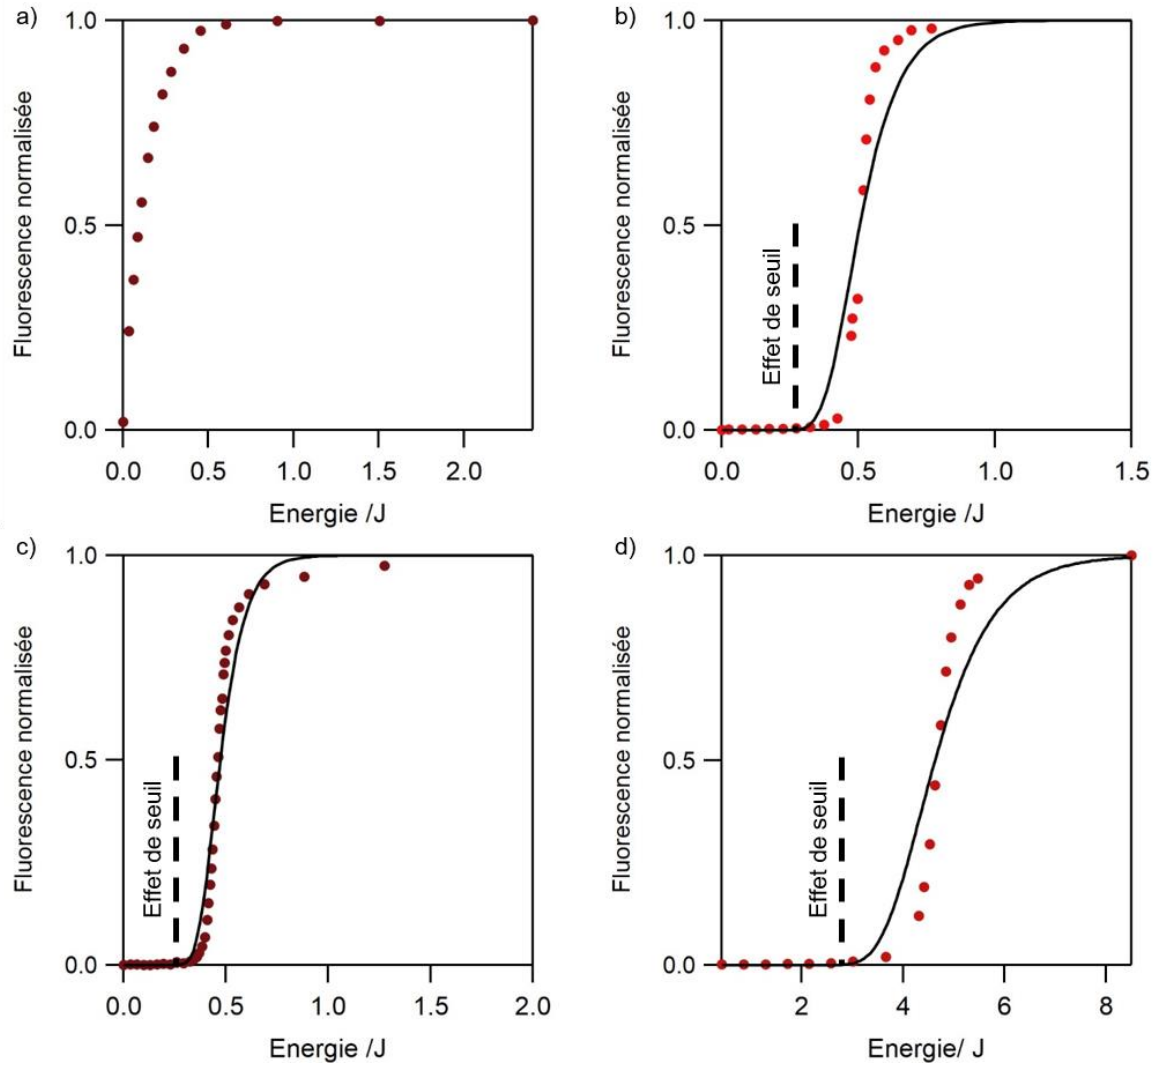 a)
1.0
0.5
0.0
Fluorescence normalisée
0.0 0.5 1.0 1.5 2.0
Energie /J
b)
1.0
0.5
0.0
Fluorescence normalisée
Effet de seuil
0.0 0.5 1.0 1.5
Energie /J
c)
1.0
0.5
0.0
Fluorescence normalisée
Effet de seuil
0.0 0.5 1.0 1.5 2.0
Energie /J
d)
1.0
0.5
0.0
Fluorescence normalisée
Effet de seuil
2 4 6 8
Energie/ J